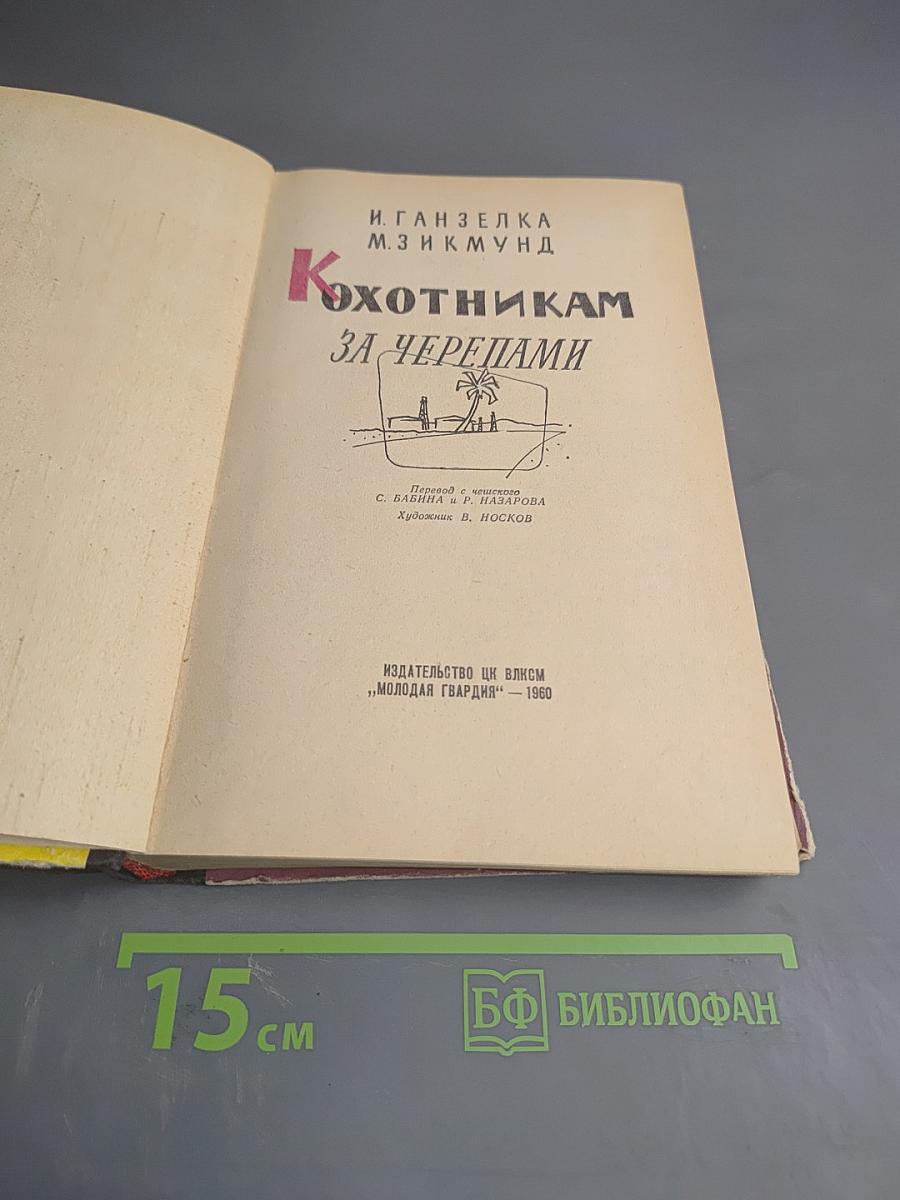 И. ГАНЗЕЛКА
М. ЗИКМУНД
К ОХОТНИКАМ
ЗА ЧЕРЕПАМИ
Перевод с чешского
С. БАБИНА и Р. НАЗАРОВА
Художник В. НОСКОВ
ИЗДАТЕЛЬСТВО ЦК ВЛКСМ
„МОЛОДАЯ ГВАРДИЯ“ — 1960
15 см
БФ БИБЛИОФАН